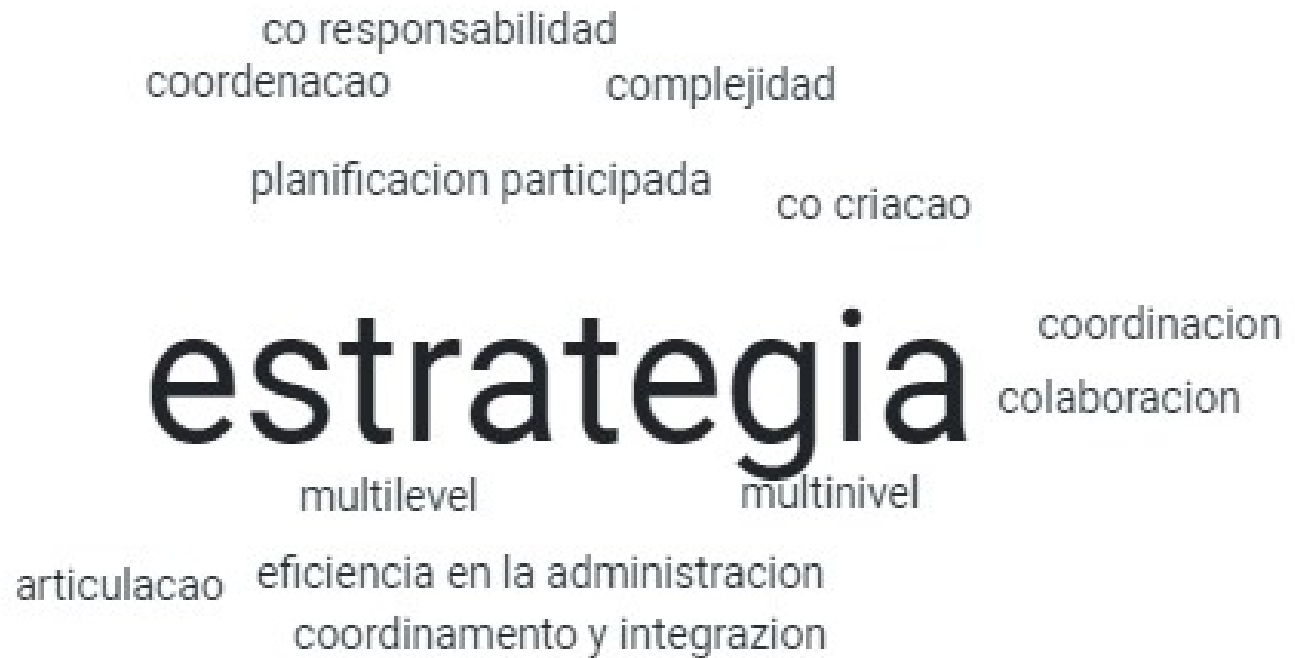 co responsabilidad
coordenacao
complejidad
planificacion participada
co criacao
estrategia
coordinacion
colaboracion
multilevel
multinivel
articulacao
eficiencia en la administracion
coordinamento y integrazion